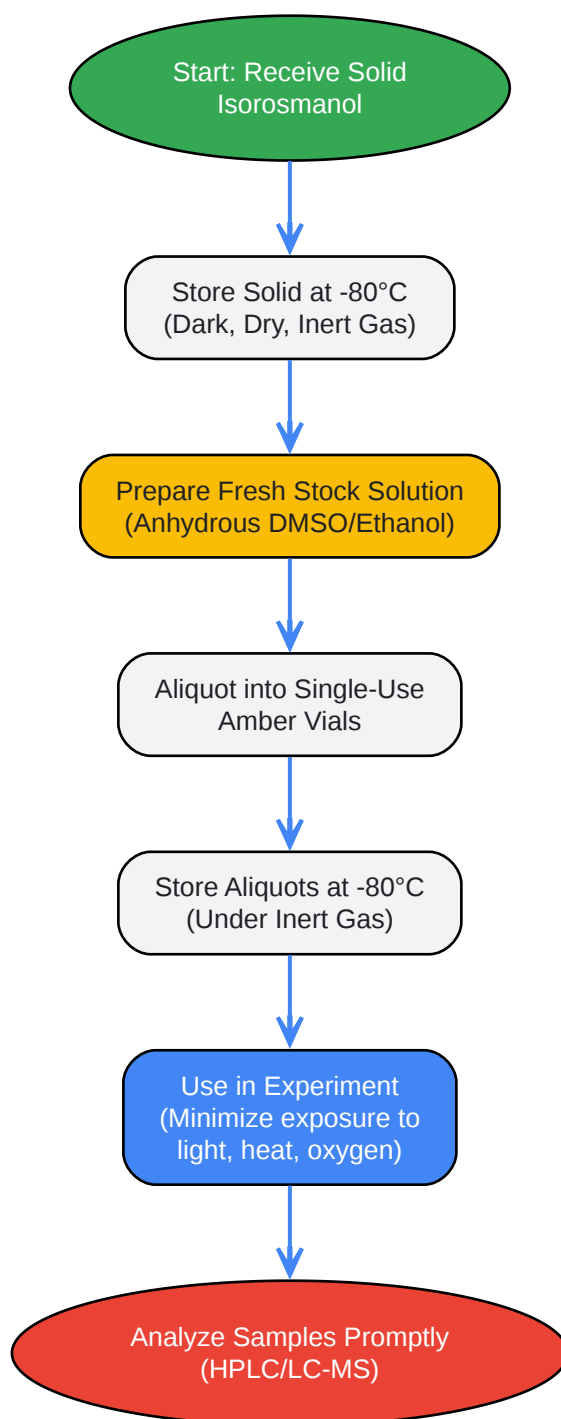 Start: Receive Solid
Isorosmanol
Store Solid at -80°C
(Dark, Dry, Inert Gas)
Prepare Fresh Stock Solution
(Anhydrous DMSO/Ethanol)
Aliquot into Single-Use
Amber Vials
Store Aliquots at -80°C
(Under Inert Gas)
Use in Experiment
(Minimize exposure to
light, heat, oxygen)
Analyze Samples Promptly
(HPLC/LC-MS)